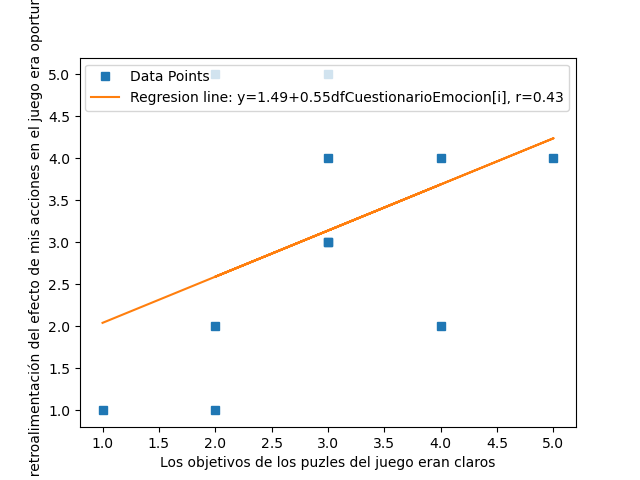 Data Points
Regresion line: y=1.49+0.55dfCuestionarioEmocion[i], r=0.43
5.0
4.5
4.0
3.5
3.0
2.5
2.0
1.5
1.0
retroalimentación del efecto de mis acciones en el juego era
1.0 1.5 2.0 2.5 3.0 3.5 4.0 4.5 5.0
Los objetivos de los puzles del juego eran claros